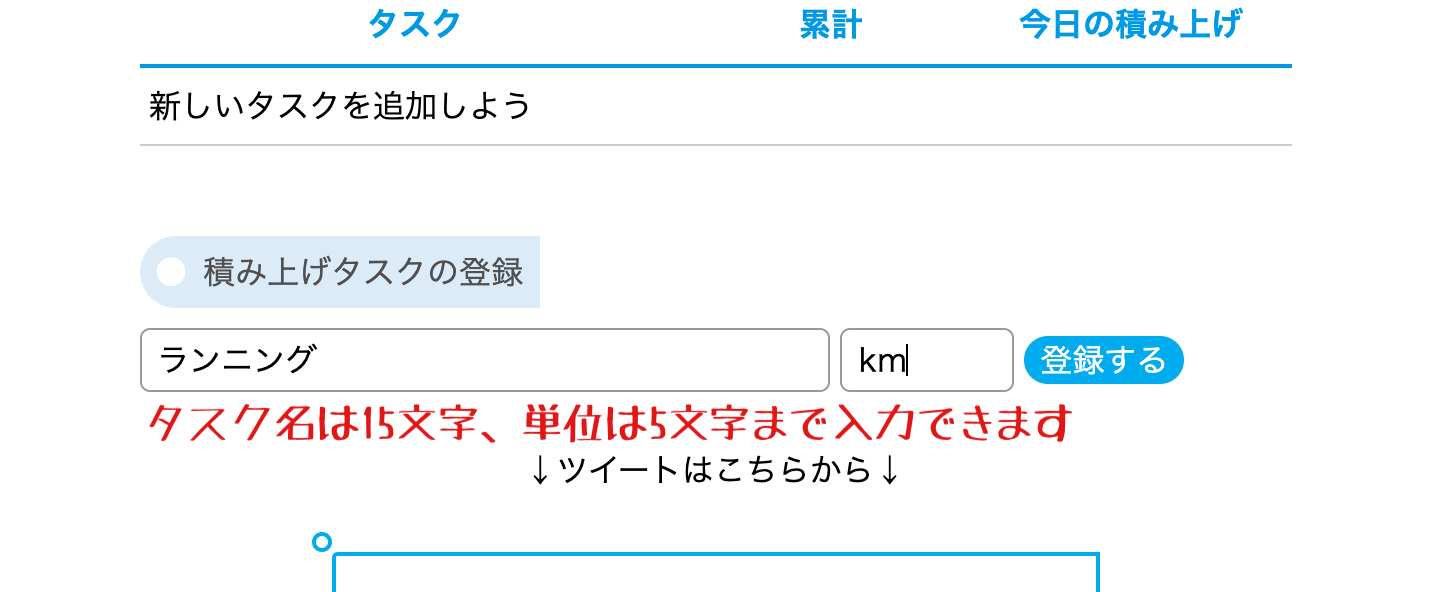 タスク 累計 今日の積み上げ
新しいタスクを追加しよう
積み上げタスクの登録
ランニング km 登録する
タスク名は15文字、単位は5文字まで入力できます
↓ツイートはこちらから↓